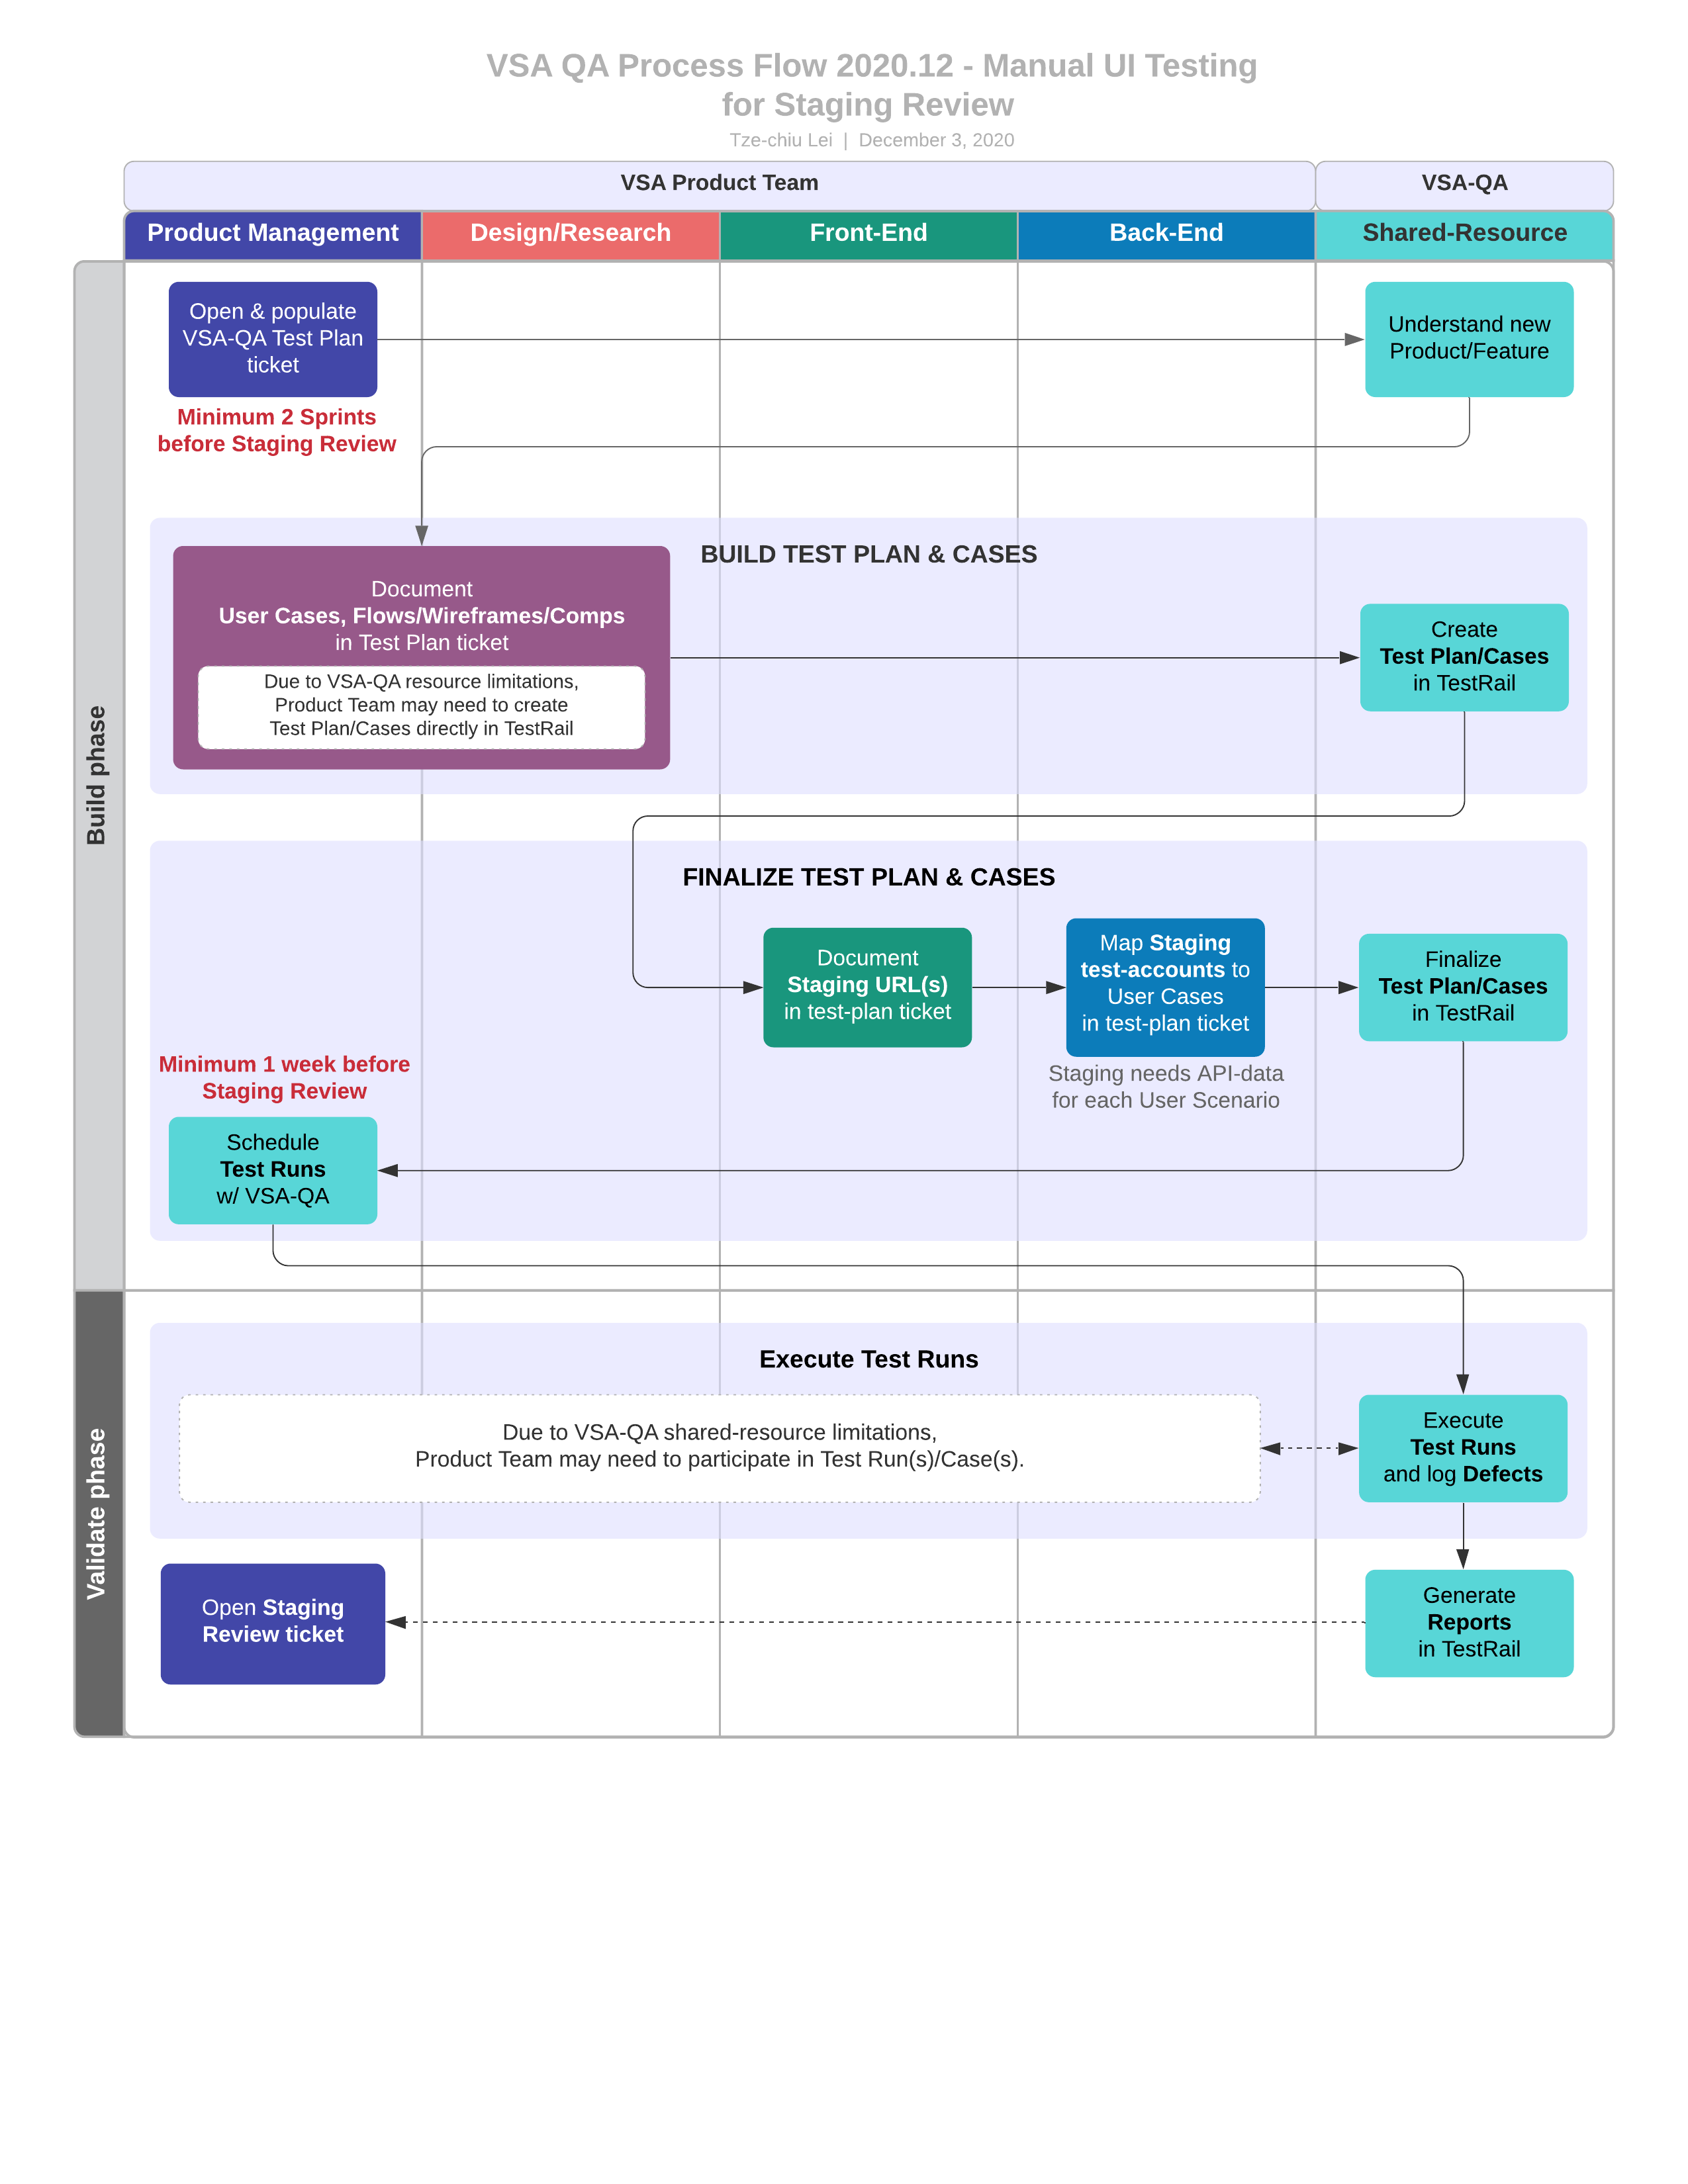 VSA QA Process Flow 2020.12 - Manual UI Testing
for Staging Review
Tze-chiu Lei | December 3, 2020
VSA Product Team
VSA-QA
Product Management
Design/Research
Front-End
Back-End
Shared-Resource
Build phase
Open & populate
VSA-QA Test Plan
ticket
Minimum 2 Sprints
before Staging Review
Understand new
Product/Feature
BUILD TEST PLAN & CASES
Document
User Cases, Flows/Wireframes/Comps
in Test Plan ticket
Due to VSA-QA resource limitations,
Product Team may need to create
Test Plan/Cases directly in TestRail
Create
Test Plan/Cases
in TestRail
FINALIZE TEST PLAN & CASES
Document
Staging URL(s)
in test-plan ticket
Map Staging
test-accounts to
User Cases
in test-plan ticket
Staging needs API-data
for each User Scenario
Finalize
Test Plan/Cases
in TestRail
Minimum 1 week before
Staging Review
Schedule
Test Runs
w/ VSA-QA
Validate phase
Execute Test Runs
Due to VSA-QA shared-resource limitations,
Product Team may need to participate in Test Run(s)/Case(s).
Execute
Test Runs
and log Defects
Open Staging
Review ticket
Generate
Reports
in TestRail